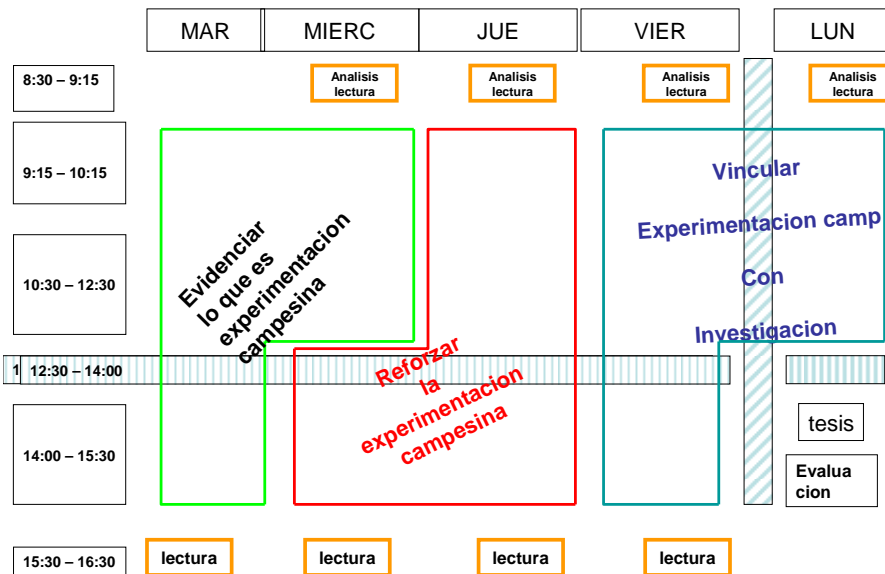 MAR
MIERC
JUE
VIER
LUN
8:30 – 9:15
Analisis
lectura
Analisis
lectura
Analisis
lectura
Analisis
lectura
9:15 – 10:15
10:30 – 12:30
Evidenciar
lo que es
experimentacion
campesina
Vincular
Experimentacion camp
Con
Investigacion
1
12:30 – 14:00
Reforzar
la
experimentacion
campesina
14:00 – 15:30
tesis
Evalua
cion
15:30 – 16:30
lectura
lectura
lectura
lectura